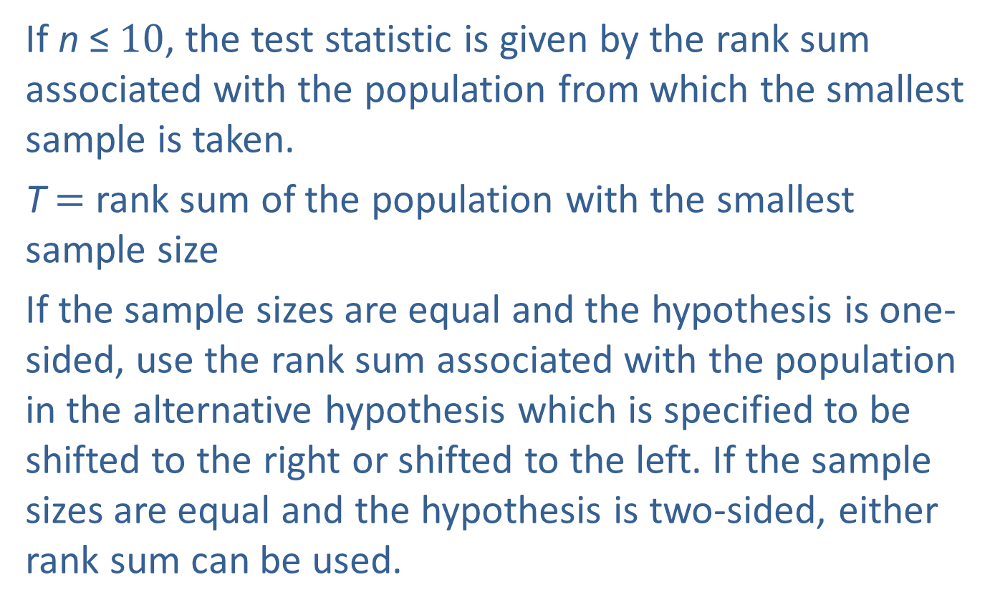 If n ≤ 10, the test statistic is given by the rank sum
associated with the population from which the smallest
sample is taken.
T = rank sum of the population with the smallest
sample size
If the sample sizes are equal and the hypothesis is one-
sided, use the rank sum associated with the population
in the alternative hypothesis which is specified to be
shifted to the right or shifted to the left. If the sample
sizes are equal and the hypothesis is two-sided, either
rank sum can be used.